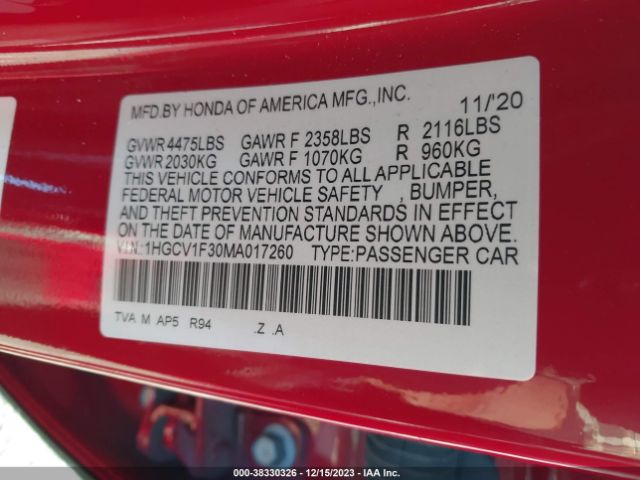 MFD.BY HONDA OF AMERICA MFG.,INC. 11/'20
GVWR 4475LBS GAWR F 2358LBS R 2116LBS
GVWR 2030KG GAWR F 1070KG R 960KG
THIS VEHICLE CONFORMS TO ALL APPLICABLE
FEDERAL MOTOR VEHICLE SAFETY , BUMPER,
AND THEFT PREVENTION STANDARDS IN EFFECT
ON THE DATE OF MANUFACTURE SHOWN ABOVE.
VIN.:1HGCV1F30MA017260 TYPE:PASSENGER CAR
TVA M AP5 R94 .Z .A
000-38330326 - 12/15/2023 - IAA Inc.